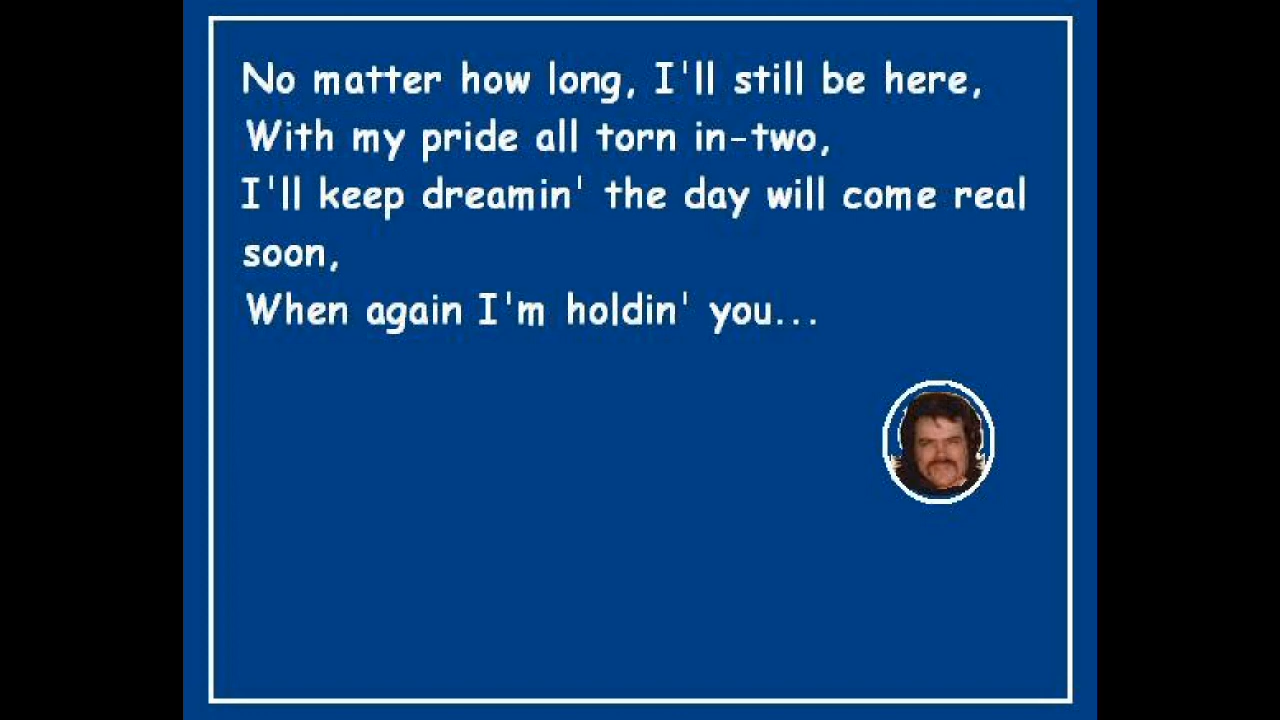 No matter how long, I'll still be here,
With my pride all torn in-two,
I'll keep dreamin' the day will come real
soon,
When again I'm holdin' you...